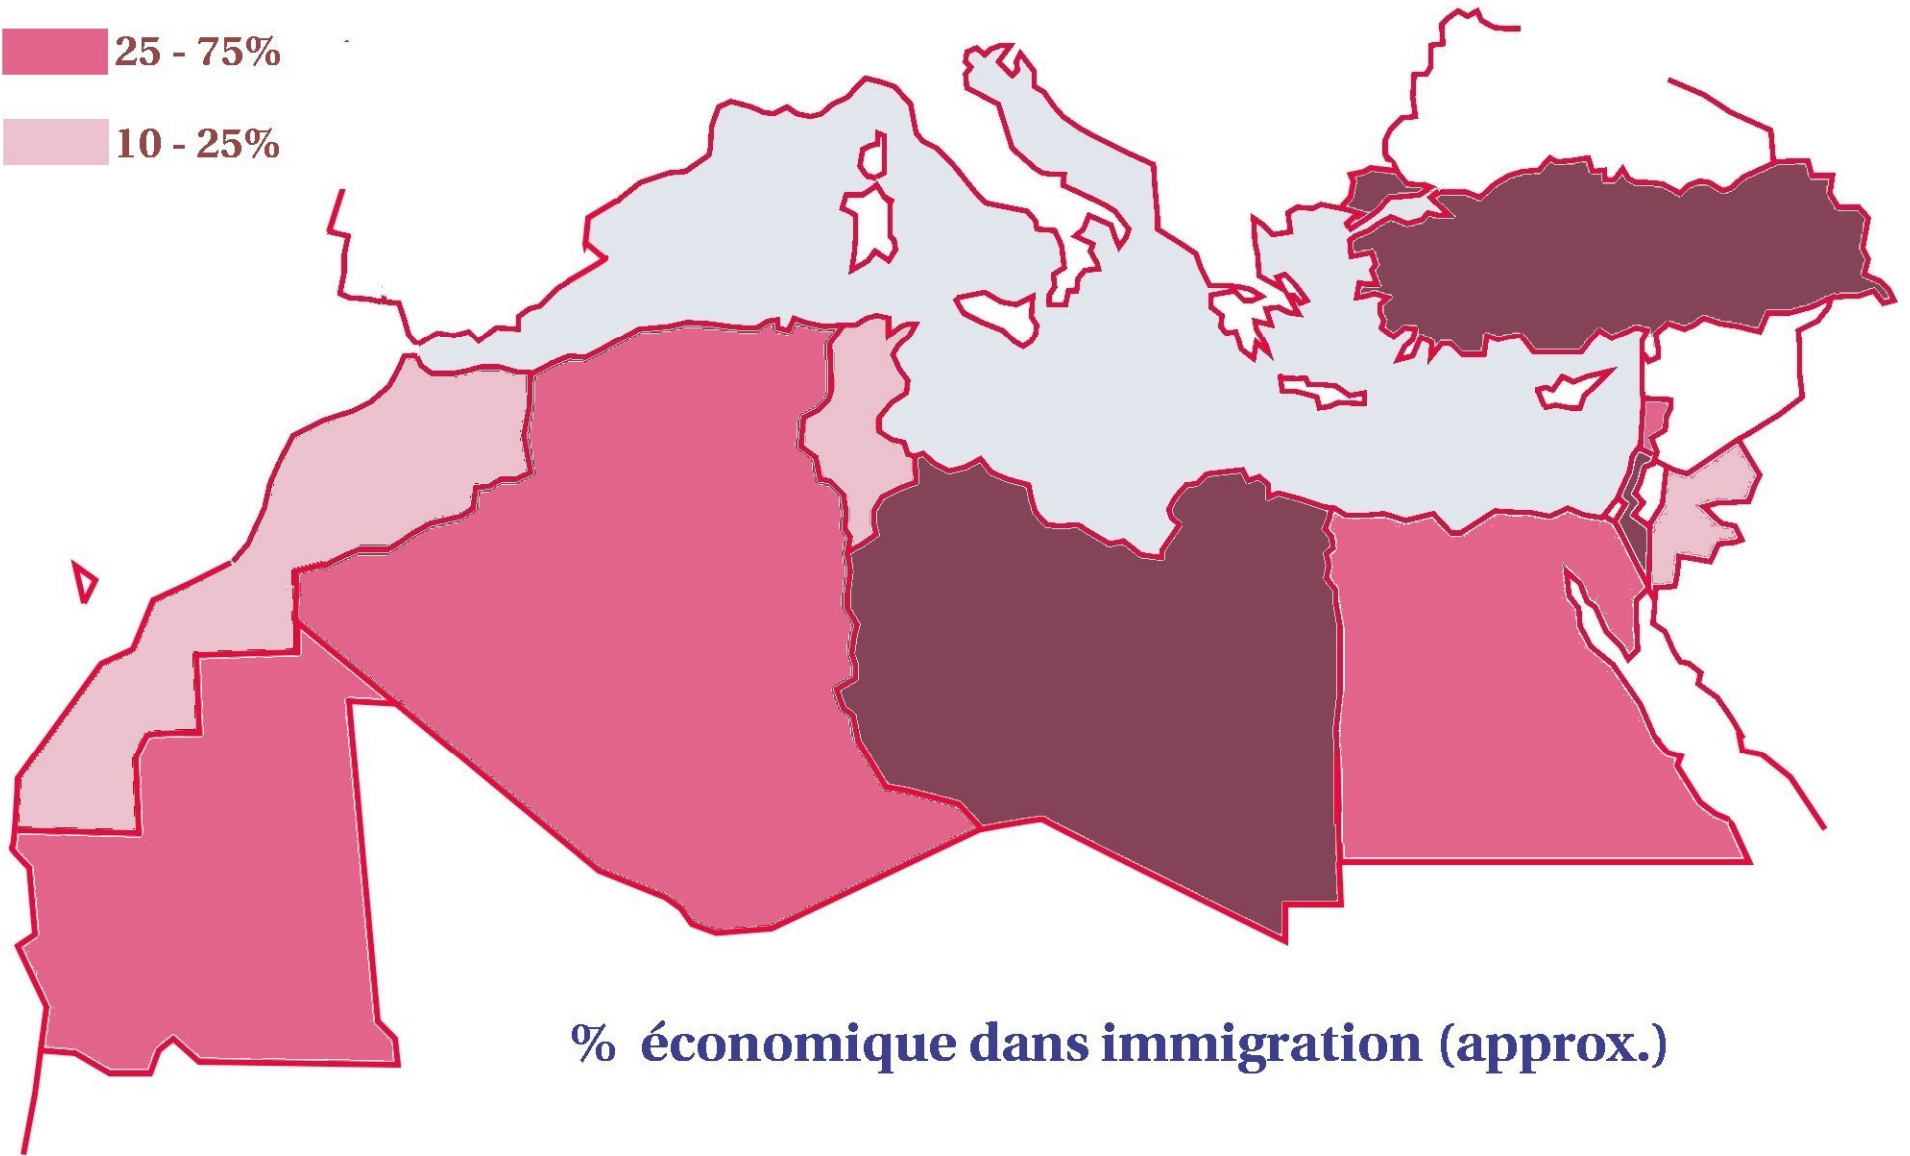 25 - 75%
10 - 25%
% économique dans immigration (approx.)